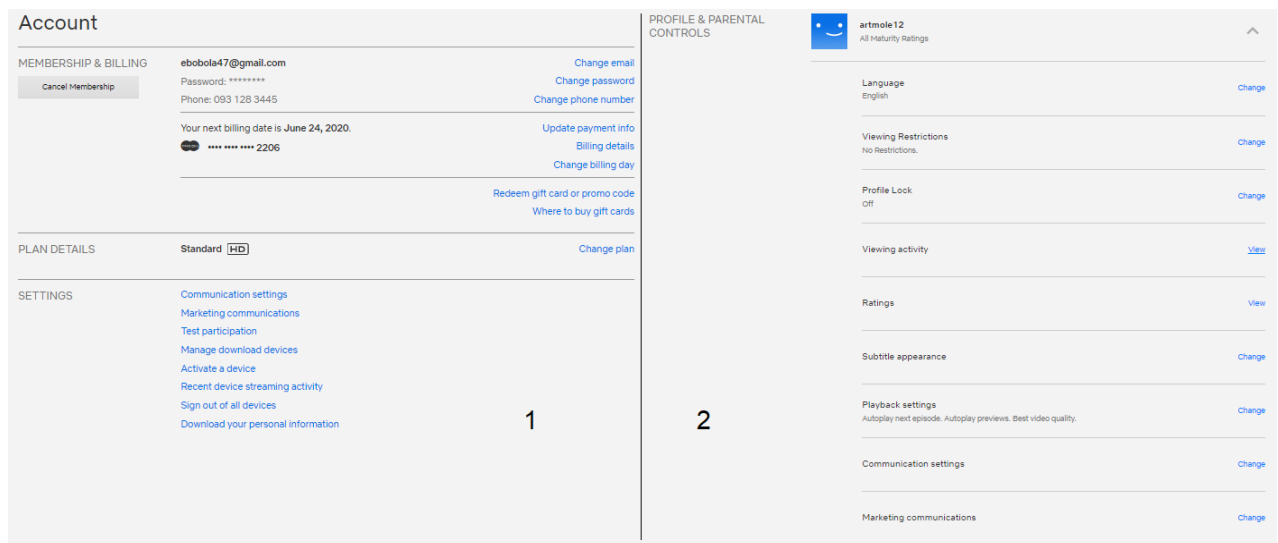 Account
MEMBERSHIP & BILLING
Cancel Membership
ebobola47@gmail.com
Change email
Password: ********
Change password
Phone: 093 128 3445
Change phone number
Your next billing date is June 24, 2020.
Update payment info
•••• •••• •••• 2206
Billing details
Change billing day
Redeem gift card or promo code
Where to buy gift cards
PLAN DETAILS
Standard HD
Change plan
SETTINGS
Communication settings
Marketing communications
Test participation
Manage download devices
Activate a device
Recent device streaming activity
Sign out of all devices
Download your personal information
1
PROFILE & PARENTAL
CONTROLS
artmole12
All Maturity Ratings
Language
English
Change
Viewing Restrictions
No Restrictions.
Change
Profile Lock
Off
Change
Viewing activity
View
Ratings
View
Subtitle appearance
Change
Playback settings
Autoplay next episode. Autoplay previews. Best video quality.
Change
2
Communication settings
Change
Marketing communications
Change